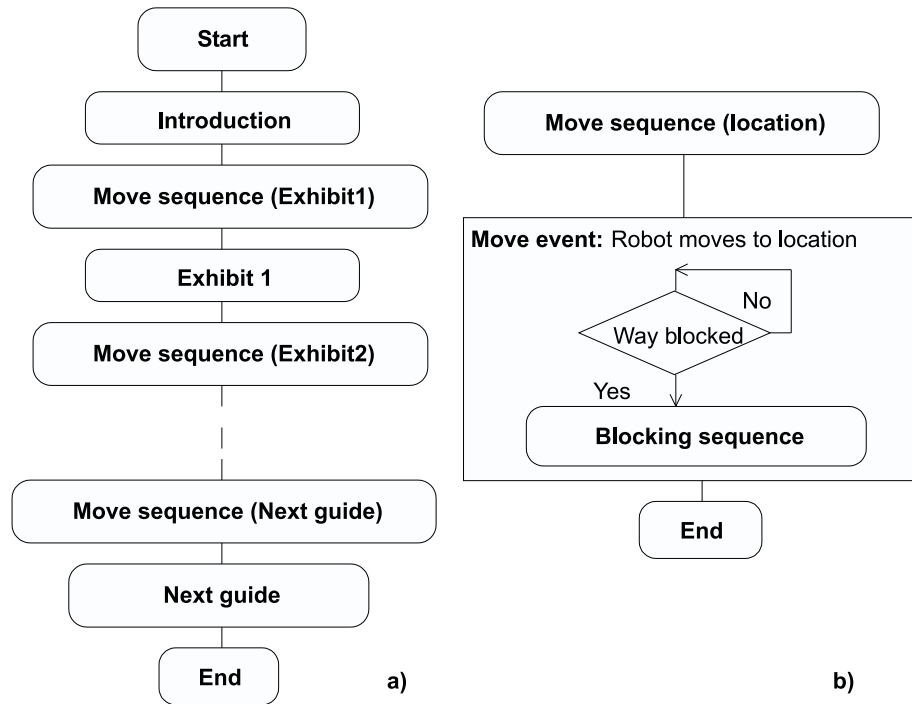 Start
Introduction
Move sequence (Exhibit1)
Exhibit 1
Move sequence (Exhibit2)
Move sequence (Next guide)
Next guide
End
a)
Move sequence (location)
Move event: Robot moves to location
No
Way blocked
Yes
Blocking sequence
End
b)